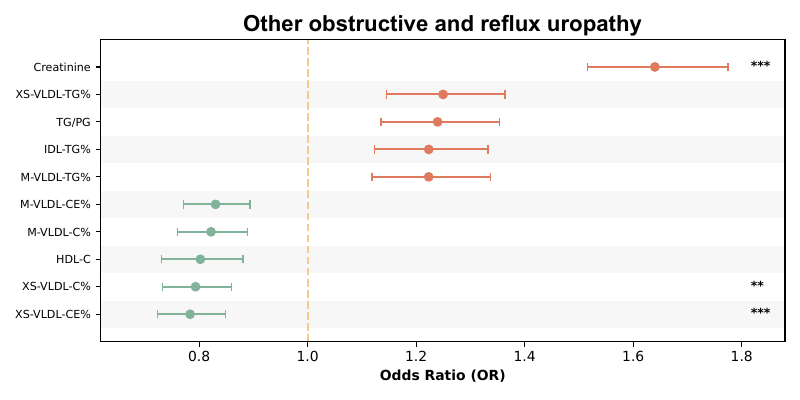 Other obstructive and reflux uropathy
Creatinine ***
XS-VLDL-TG%
TG/PG
IDL-TG%
M-VLDL-TG%
M-VLDL-CE%
M-VLDL-C%
HDL-C
XS-VLDL-C% **
XS-VLDL-CE% ***
0.8 1.0 1.2 1.4 1.6 1.8
Odds Ratio (OR)